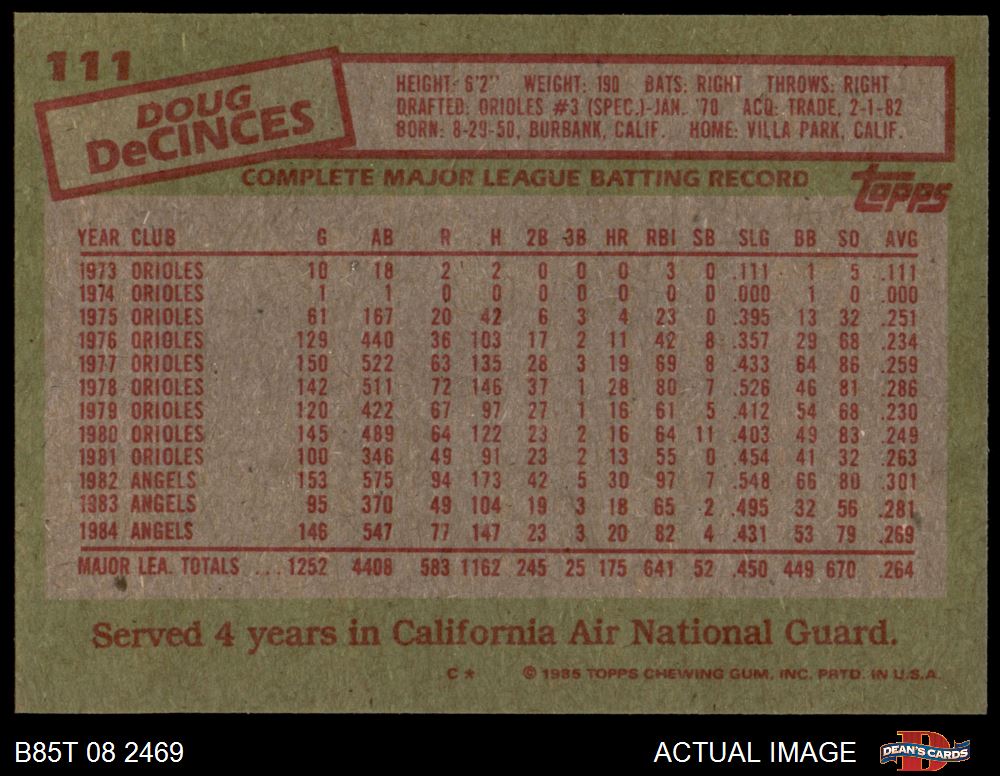 111
DOUG
DeCINCES
HEIGHT: 6'2" WEIGHT: 190 BATS: RIGHT THROWS: RIGHT
DRAFTED: ORIOLES #3 (SPEC.)-JAN. '70 ACQ: TRADE, 2-1-82
BORN: 8-29-50, BURBANK, CALIF. HOME: VILLA PARK, CALIF.
COMPLETE MAJOR LEAGUE BATTING RECORD
topps
YEAR CLUB G AB R H 2B 3B HR RBI SB SLG BB SO AVG
1973 ORIOLES 10 18 2 2 0 0 0 3 0 .111 1 5 .111
1974 ORIOLES 1 1 0 0 0 0 0 0 0 .000 1 0 .000
1975 ORIOLES 61 167 20 42 6 3 4 23 0 .395 13 32 .251
1976 ORIOLES 129 440 36 103 17 2 11 42 8 .357 29 68 .234
1977 ORIOLES 150 522 63 135 28 3 19 69 8 .433 64 86 .259
1978 ORIOLES 142 511 72 146 37 1 28 80 7 .526 46 81 .286
1979 ORIOLES 120 422 67 97 27 1 16 61 5 .412 54 68 .230
1980 ORIOLES 145 489 64 122 23 2 16 64 11 .403 49 83 .249
1981 ORIOLES 100 346 49 91 23 2 13 55 0 .454 41 32 .263
1982 ANGELS 153 575 94 173 42 5 30 97 7 .548 66 80 .301
1983 ANGELS 95 370 49 104 19 3 18 65 2 .495 32 56 .281
1984 ANGELS 146 547 77 147 23 3 20 82 4 .431 53 79 .269
MAJOR LEA. TOTALS ... 1252 4408 583 1162 245 25 175 641 52 .450 449 670 .264
Served 4 years in California Air National Guard.
C* © 1985 TOPPS CHEWING GUM, INC. PRTD. IN U.S.A.
B85T 08 2469
ACTUAL IMAGE
DEAN'S CARDS